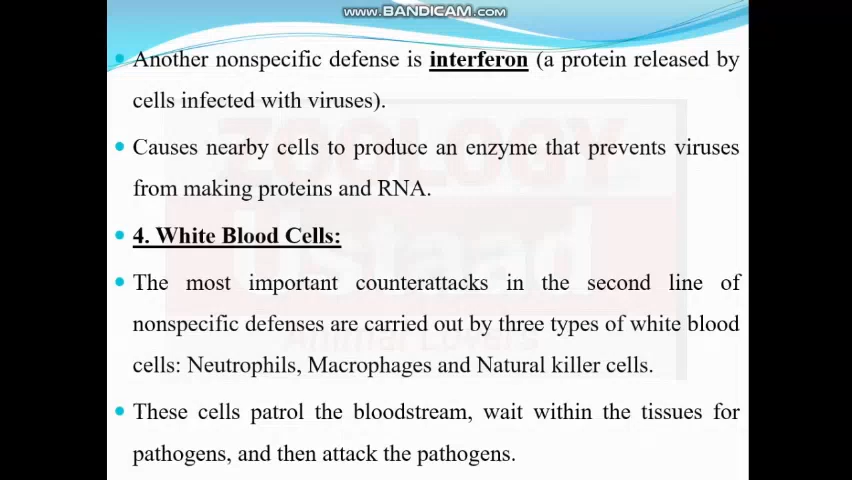 www.BANDICAM.com
Another nonspecific defense is interferon (a protein released by
cells infected with viruses).
Causes nearby cells to produce an enzyme that prevents viruses
from making proteins and RNA.
4. White Blood Cells:
The most important counterattacks in the second line of
nonspecific defenses are carried out by three types of white blood
cells: Neutrophils, Macrophages and Natural killer cells.
These cells patrol the bloodstream, wait within the tissues for
pathogens, and then attack the pathogens.
ZOOLOGY
Ustaad
Animal Lovers